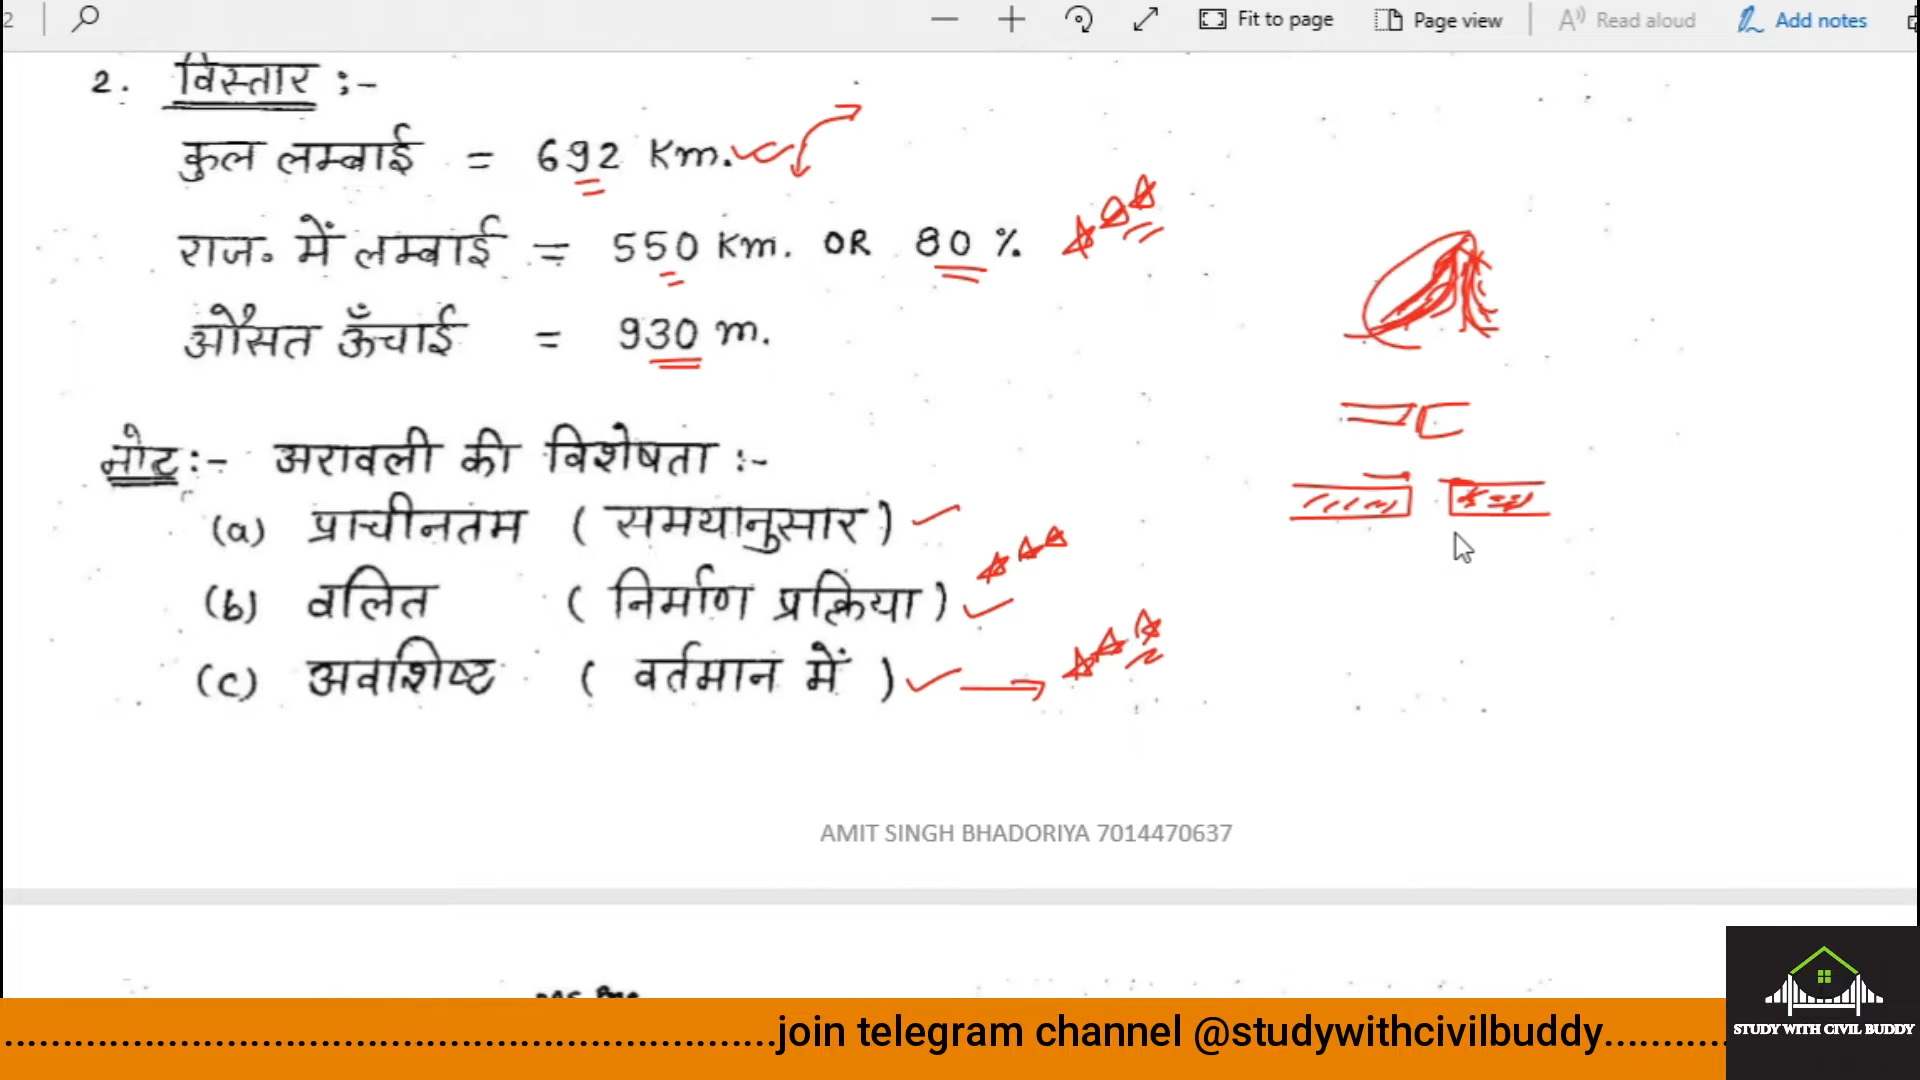 2
Fit to page
Page view
Read aloud
Add notes
2. विस्तार :-
कुल लम्बाई = 692 Km.
राज॰ में लम्बाई = 550 Km. OR 80 %.
औसत ऊँचाई = 930 m.
नोट :- अरावली की विशेषता :-
(a) प्राचीनतम ( समयानुसार )
(b) वलित ( निर्माण प्रक्रिया )
(c) अवशिष्ट ( वर्तमान में )
AMIT SINGH BHADORIYA 7014470637
join telegram channel @studywithcivilbuddy
STUDY WITH CIVIL BUDDY